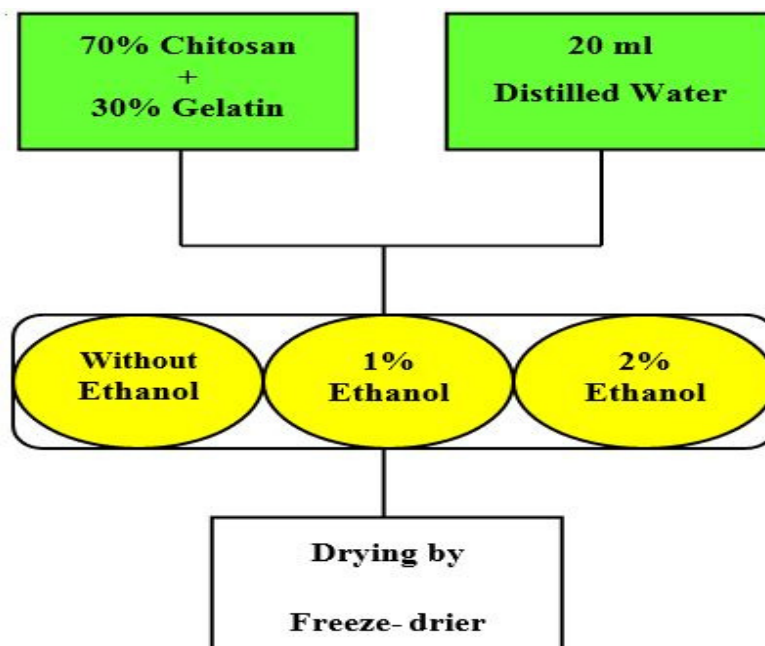 70% Chitosan
+
30% Gelatin
20 ml
Distilled Water
Without
Ethanol
1%
Ethanol
2%
Ethanol
Drying by
Freeze- drier